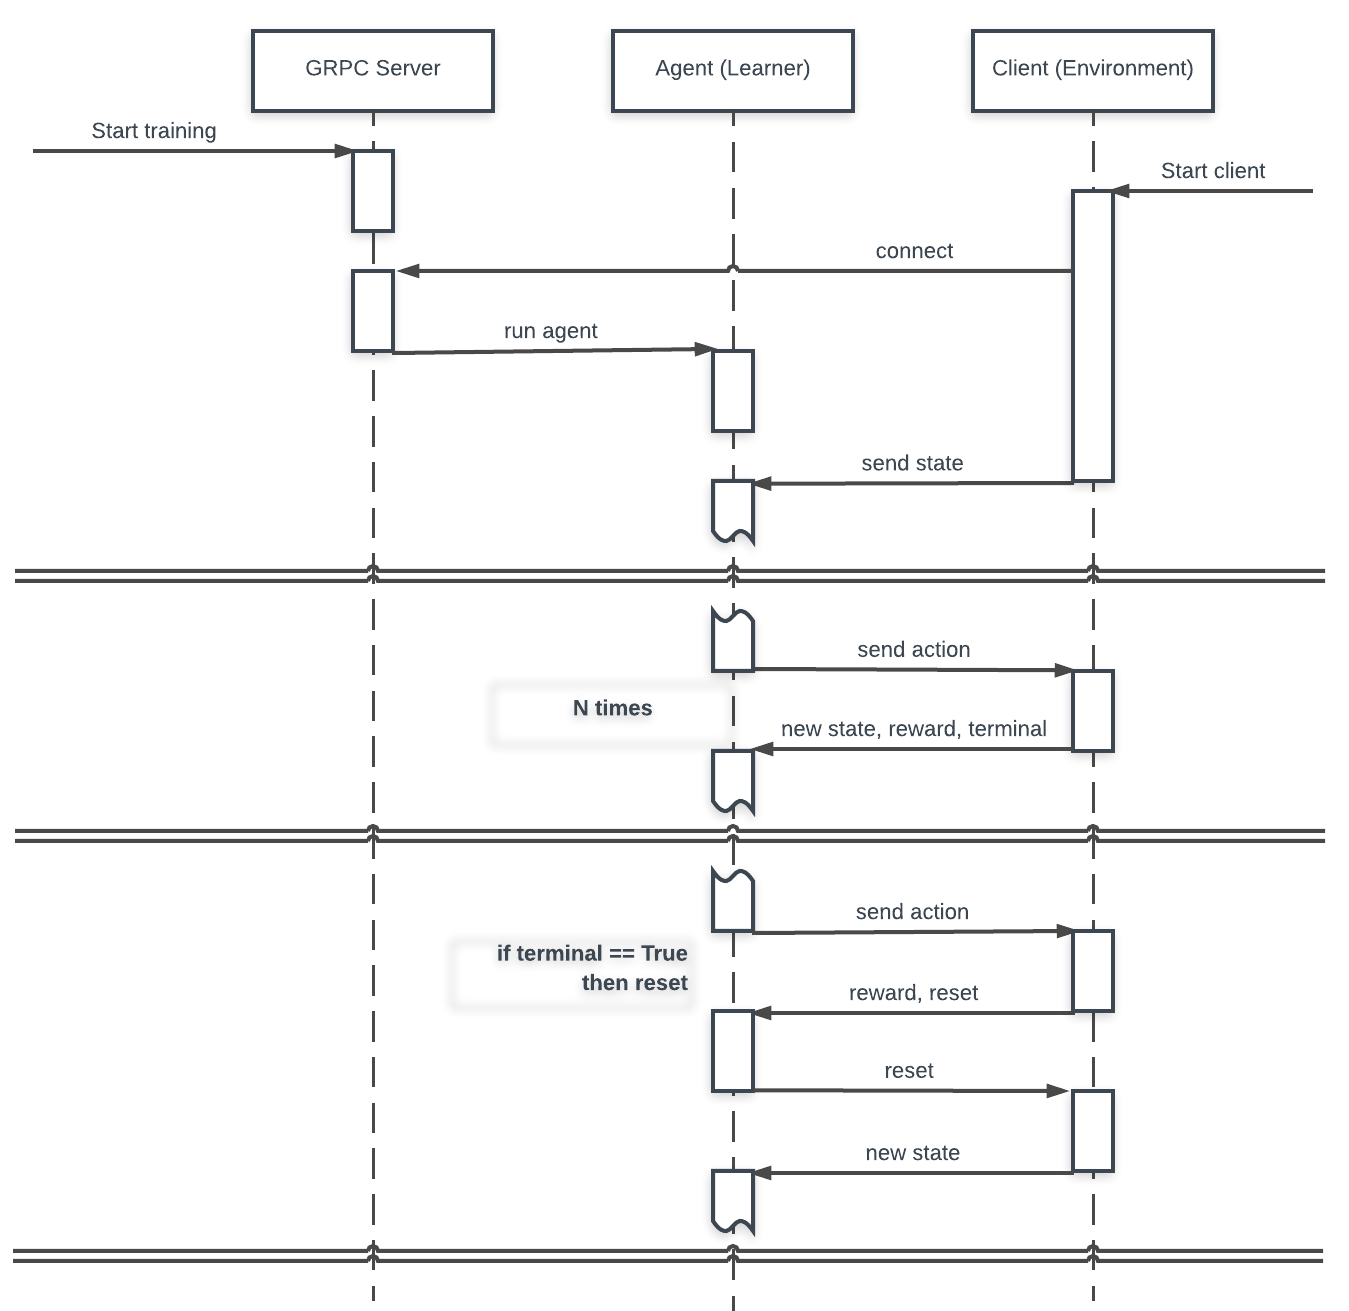 GRPC Server
Agent (Learner)
Client (Environment)
Start training
Start client
connect
run agent
send state
send action
N times
new state, reward, terminal
send action
if terminal == True
then reset
reward, reset
reset
new state